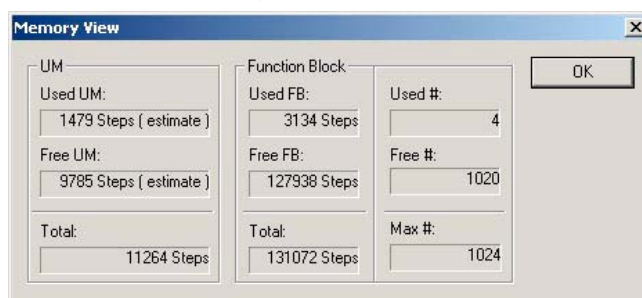 Memory View
UM
Used UM:
1479 Steps ( estimate )
Free UM:
9785 Steps ( estimate )
Total:
11264 Steps
Function Block
Used FB:
3134 Steps
Free FB:
127938 Steps
Total:
131072 Steps
Used #:
4
Free #:
1020
Max #:
1024
OK